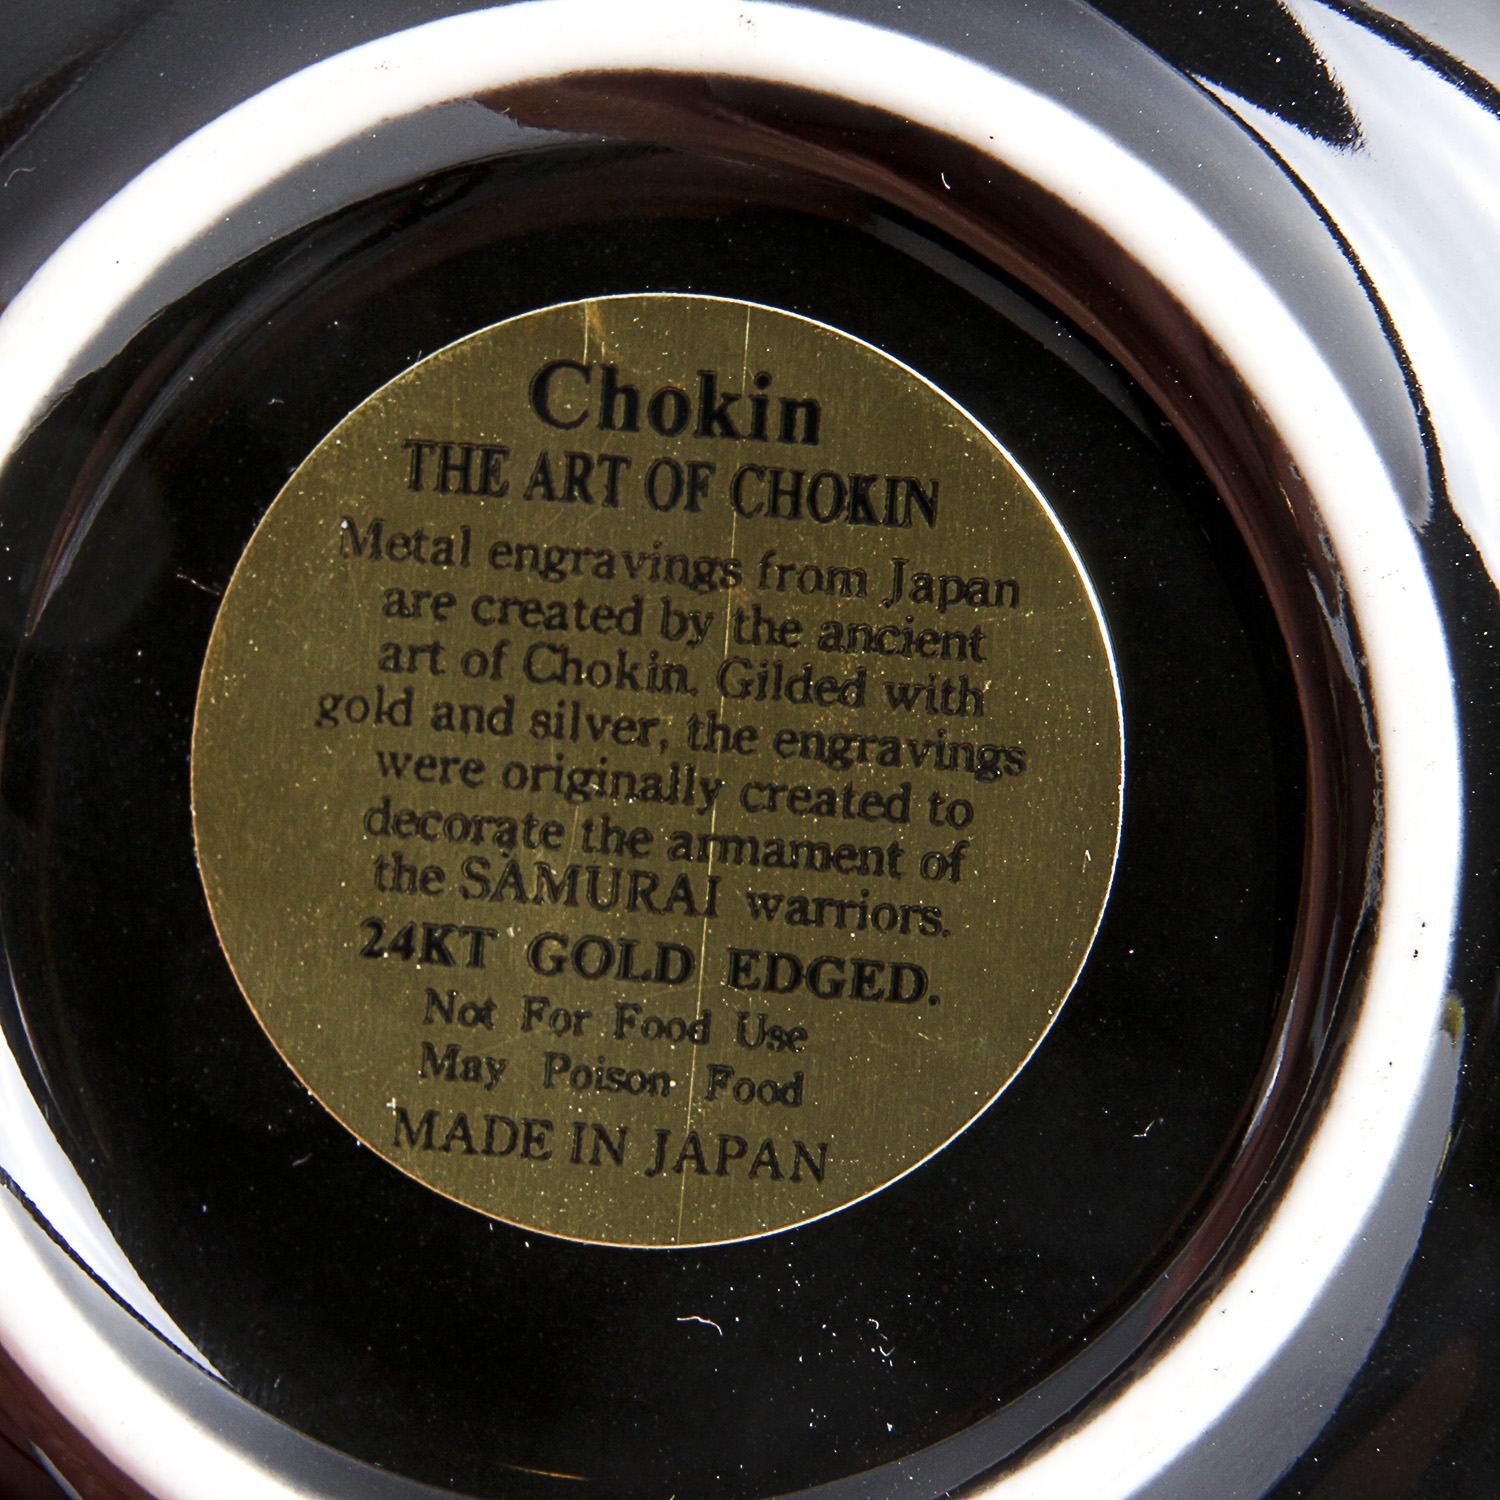 Chokin
THE ART OF CHOKIN
Metal engravings from Japan
are created by the ancient
art of Chokin. Gilded with
gold and silver, the engravings
were originally created to
decorate the armament of
the SAMURAI warriors.
24KT GOLD EDGED.
Not For Food Use
May Poison Food
MADE IN JAPAN